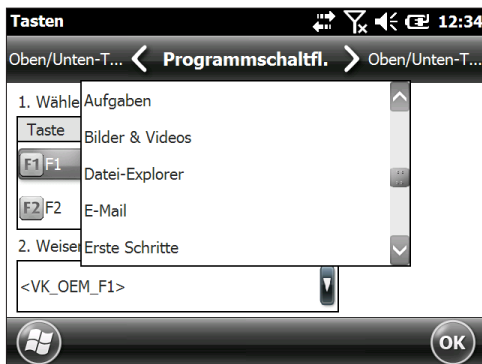 Tasten 12:34
Oben/Unten-T... Programmschaltfl. Oben/Unten-T...
1. Wähle
Aufgaben
Taste
Bilder & Videos
F1 F1
Datei-Explorer
F2 F2
E-Mail
2. Weisen
Erste Schritte
<VK_OEM_F1>
OK